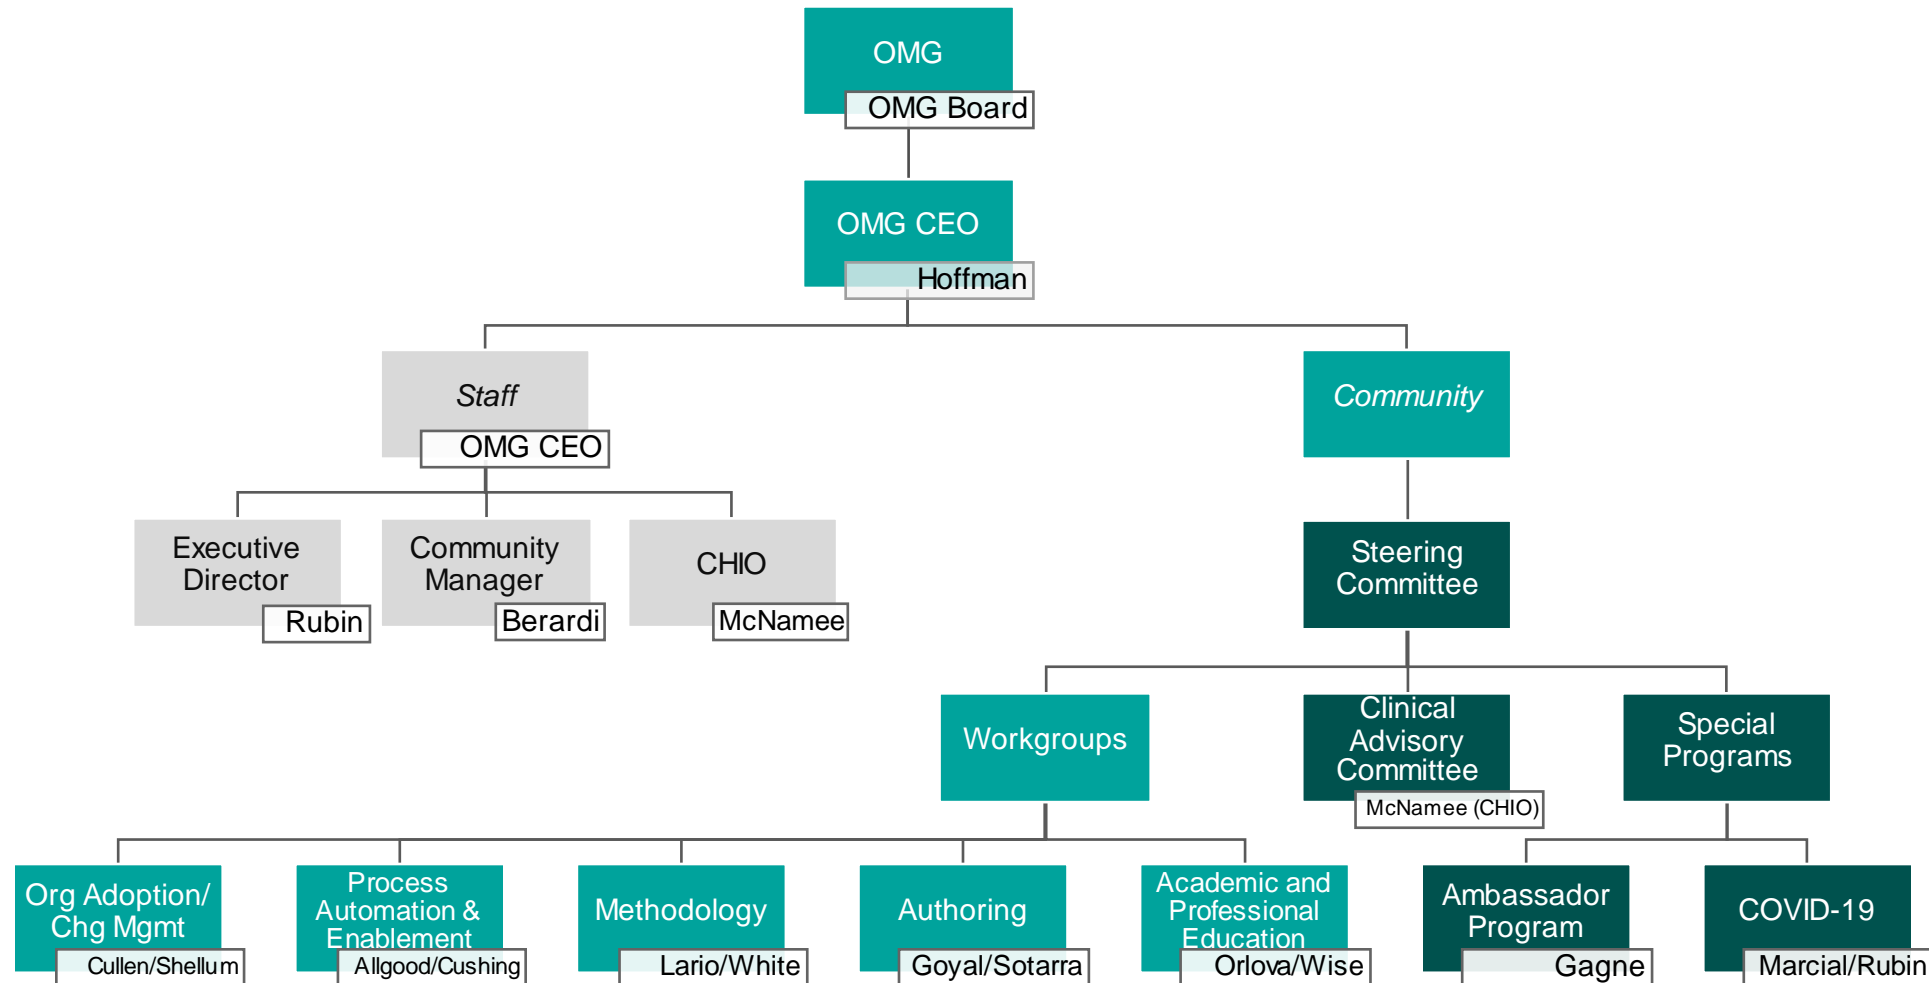 OMG
OMG Board
OMG CEO
Hoffman
Staff
OMG CEO
Community
Executive
Director
Rubin
Community
Manager
Berardi
CHIO
McNamee
Steering
Committee
Workgroups
Clinical
Advisory
Committee
McNamee (CHIO)
Special
Programs
Org Adoption/
Chg Mgmt
Cullen/Shellum
Process
Automation &
Enablement
Allgood/Cushing
Methodology
Lario/White
Authoring
Goyal/Sotarra
Academic and
Professional
Education
Orlova/Wise
Ambassador
Program
Gagne
COVID-19
Marcial/Rubin